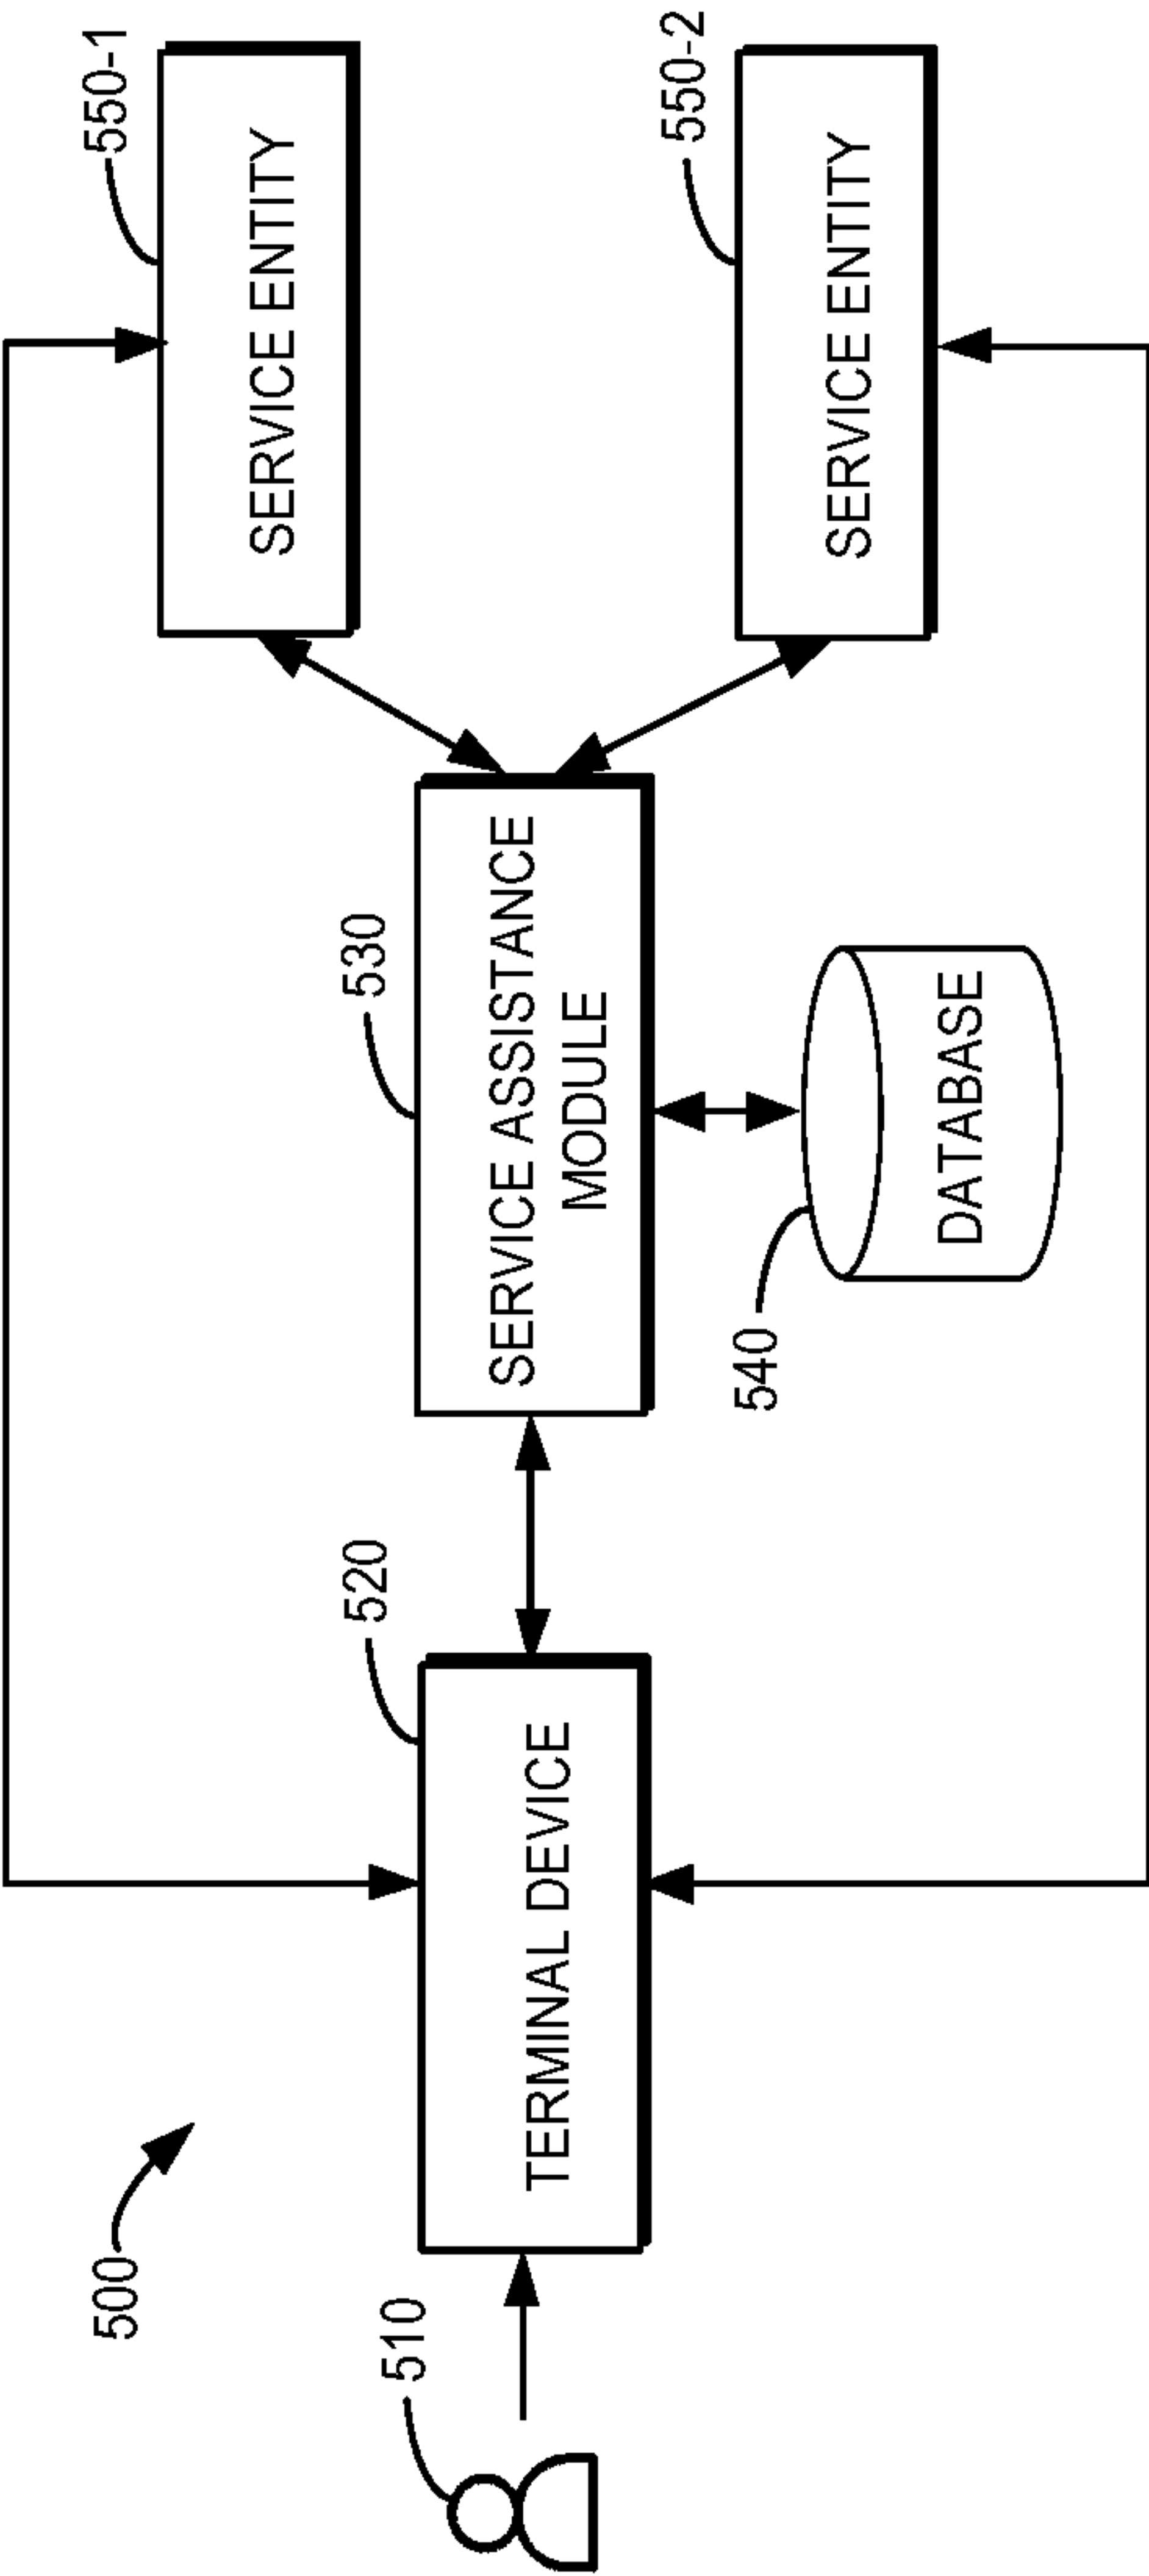 500
510
520
TERMINAL DEVICE
530
SERVICE ASSISTANCE
MODULE
540
DATABASE
550-1
SERVICE ENTITY
550-2
SERVICE ENTITY